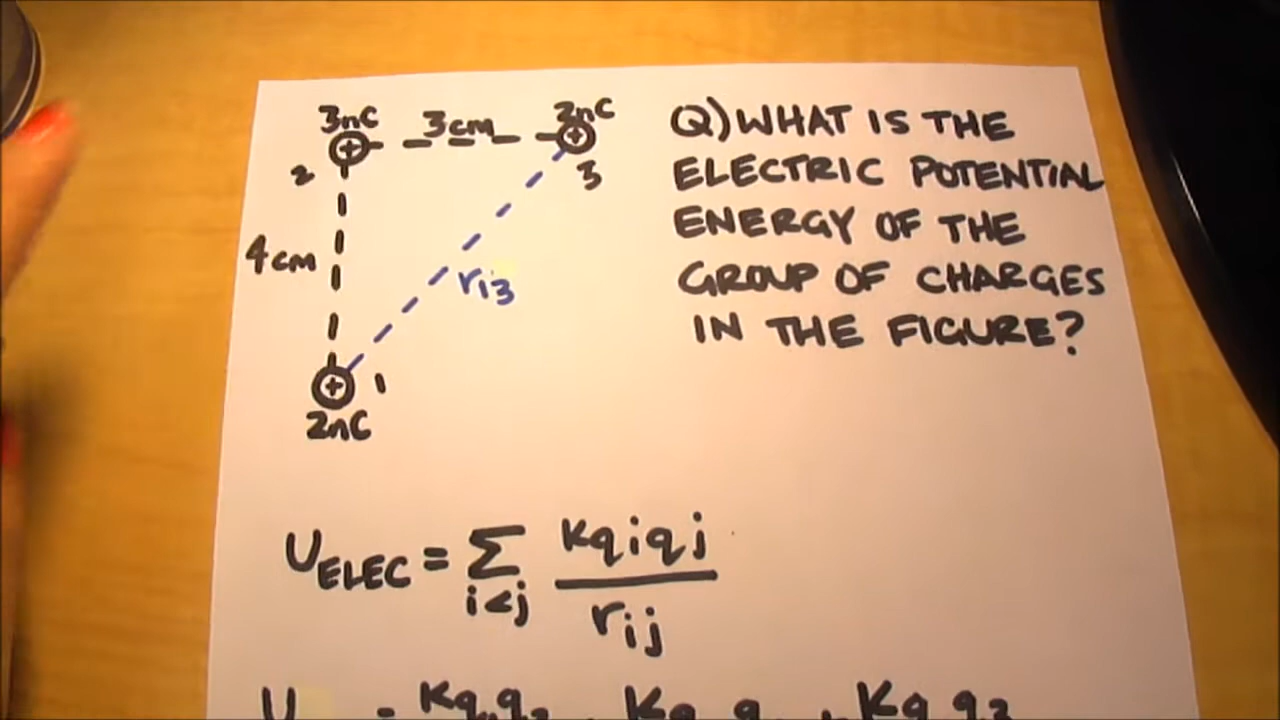 3nC 3cm 2nC
2 3
4cm
r13
1
2nC
Q) WHAT IS THE
ELECTRIC POTENTIAL
ENERGY OF THE
GROUP OF CHARGES
IN THE FIGURE?
UELEC = Σ kqiqj
i<j rij